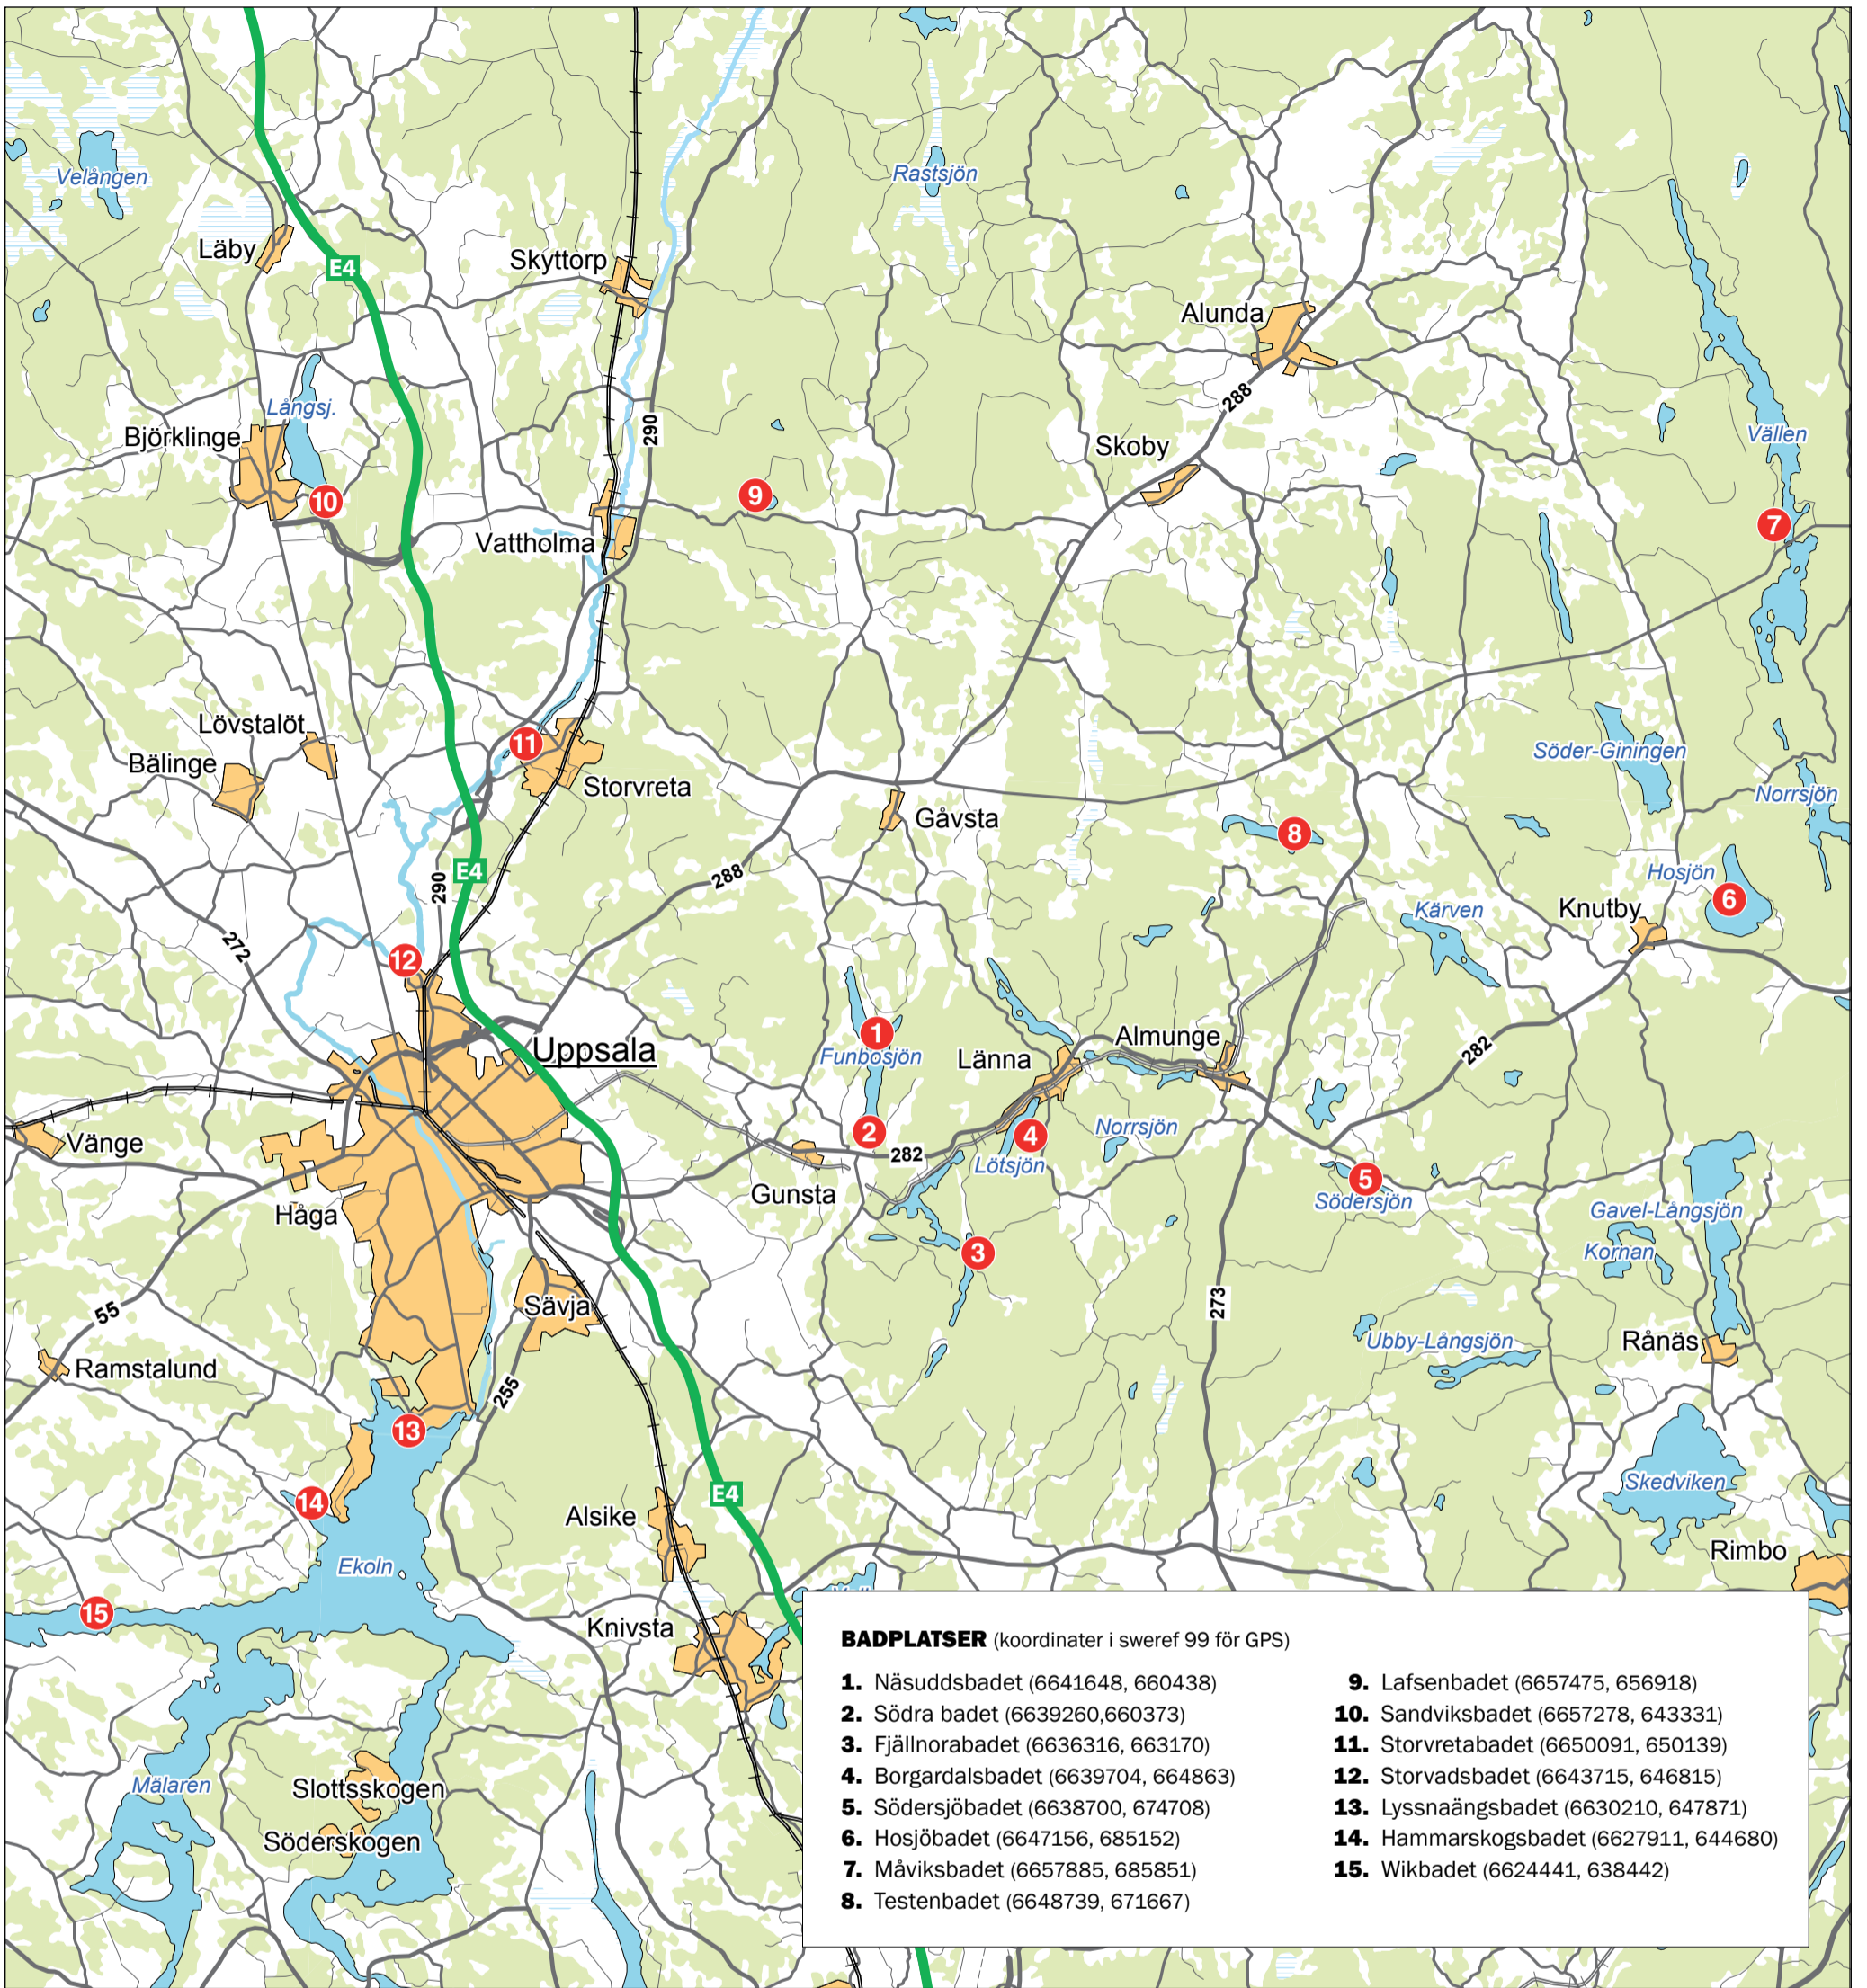 Velången
Rastsjön
Läby
E4
Skyttorp
Alunda
288
Långsj.
Björklinge
290
Skoby
Vällen
10
9
7
Vattholma
Lövstalöt
11
Bälinge
Storvreta
Söder-Giningen
Norrsjön
Gåvsta
8
E4
290
288
Hosjön
6
Kärven
Knutby
272
12
1
Uppsala
Funbosjön
Länna
Almunge
282
Vänge
2
282
4
Norrsjön
Lötsjön
5
Södersjön
Gunsta
Håga
Gavel-Långsjön
Kornan
3
55
Sävja
273
Ramstalund
255
Ubby-Långsjön
Rånäs
13
Skedviken
14
E4
Alsike
Rimbo
Ekoln
15
Knivsta
Mälaren
Slottsskogen
Söderskogen
BADPLATSER (koordinater i sweref 99 för GPS)
1. Näsuddsbadet (6641648, 660438)
2. Södra badet (6639260,660373)
3. Fjällnorabadet (6636316, 663170)
4. Borgardalsbadet (6639704, 664863)
5. Södersjöbadet (6638700, 674708)
6. Hosjöbadet (6647156, 685152)
7. Måviksbadet (6657885, 685851)
8. Testenbadet (6648739, 671667)
9. Lafsenbadet (6657475, 656918)
10. Sandviksbadet (6657278, 643331)
11. Storvretabadet (6650091, 650139)
12. Storvadsbadet (6643715, 646815)
13. Lyssnaängsbadet (6630210, 647871)
14. Hammarskogsbadet (6627911, 644680)
15. Wikbadet (6624441, 638442)